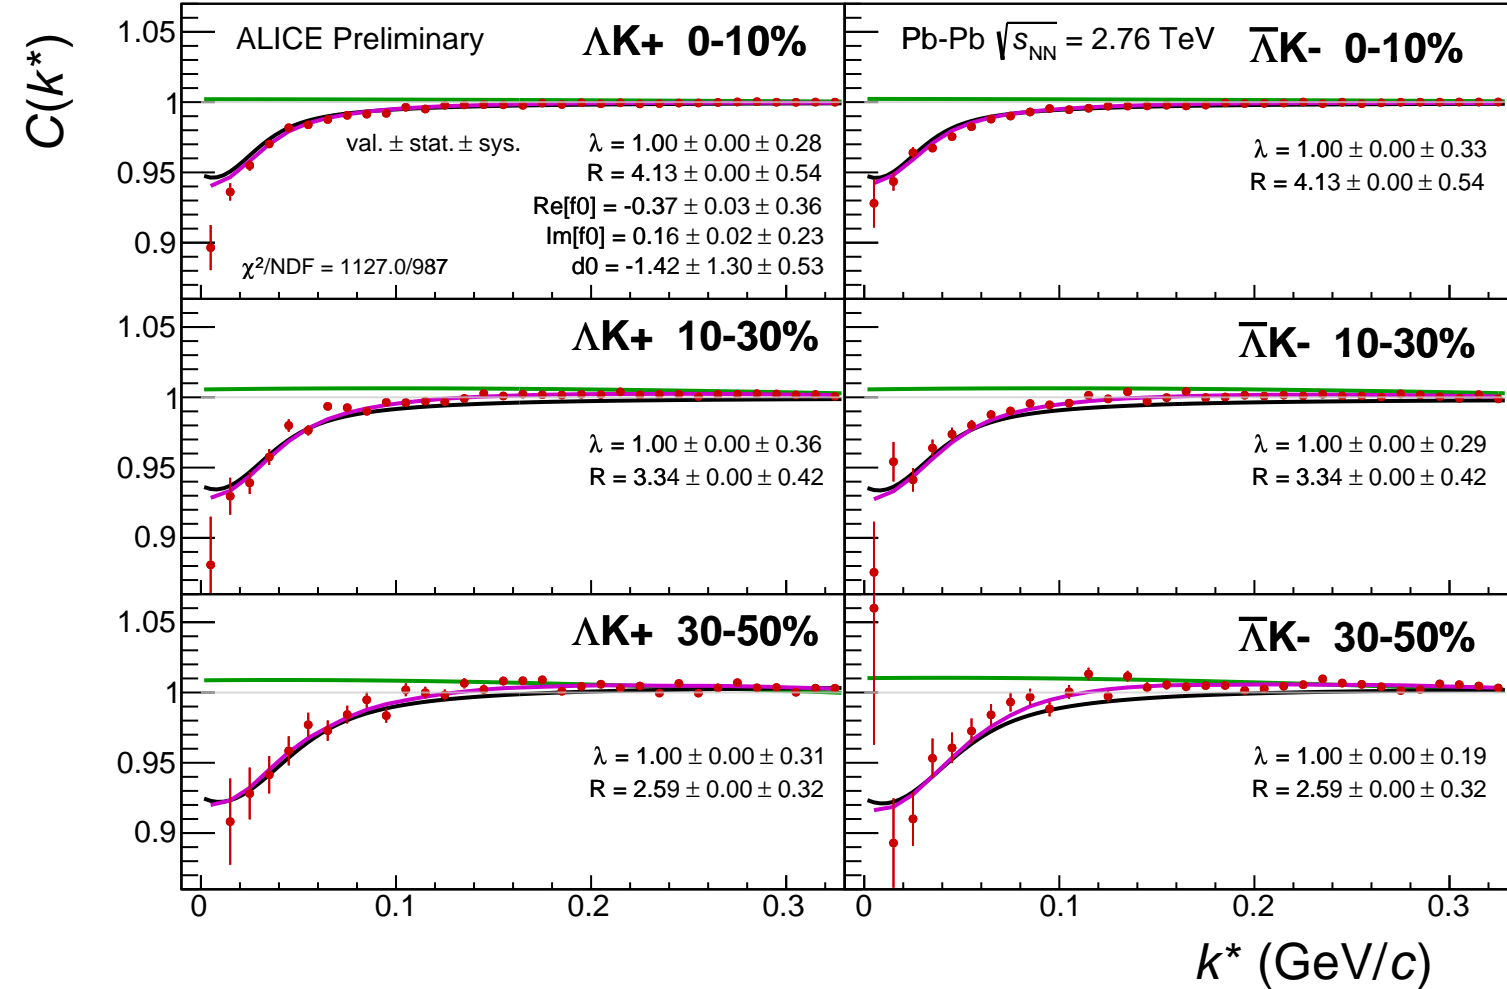 C(k*)
ALICE Preliminary
ΛK+ 0-10%
val. ± stat. ± sys.
λ = 1.00 ± 0.00 ± 0.28
R = 4.13 ± 0.00 ± 0.54
Re[f0] = -0.37 ± 0.03 ± 0.36
Im[f0] = 0.16 ± 0.02 ± 0.23
d0 = -1.42 ± 1.30 ± 0.53
χ²/NDF = 1127.0/987
1.05
1
0.95
0.9
Pb-Pb √sNN = 2.76 TeV
Λ̅K- 0-10%
λ = 1.00 ± 0.00 ± 0.33
R = 4.13 ± 0.00 ± 0.54
ΛK+ 10-30%
λ = 1.00 ± 0.00 ± 0.36
R = 3.34 ± 0.00 ± 0.42
1.05
1
0.95
0.9
Λ̅K- 10-30%
λ = 1.00 ± 0.00 ± 0.29
R = 3.34 ± 0.00 ± 0.42
ΛK+ 30-50%
λ = 1.00 ± 0.00 ± 0.31
R = 2.59 ± 0.00 ± 0.32
1.05
1
0.95
0.9
Λ̅K- 30-50%
λ = 1.00 ± 0.00 ± 0.19
R = 2.59 ± 0.00 ± 0.32
0 0.1 0.2 0.3
0 0.1 0.2 0.3
k* (GeV/c)